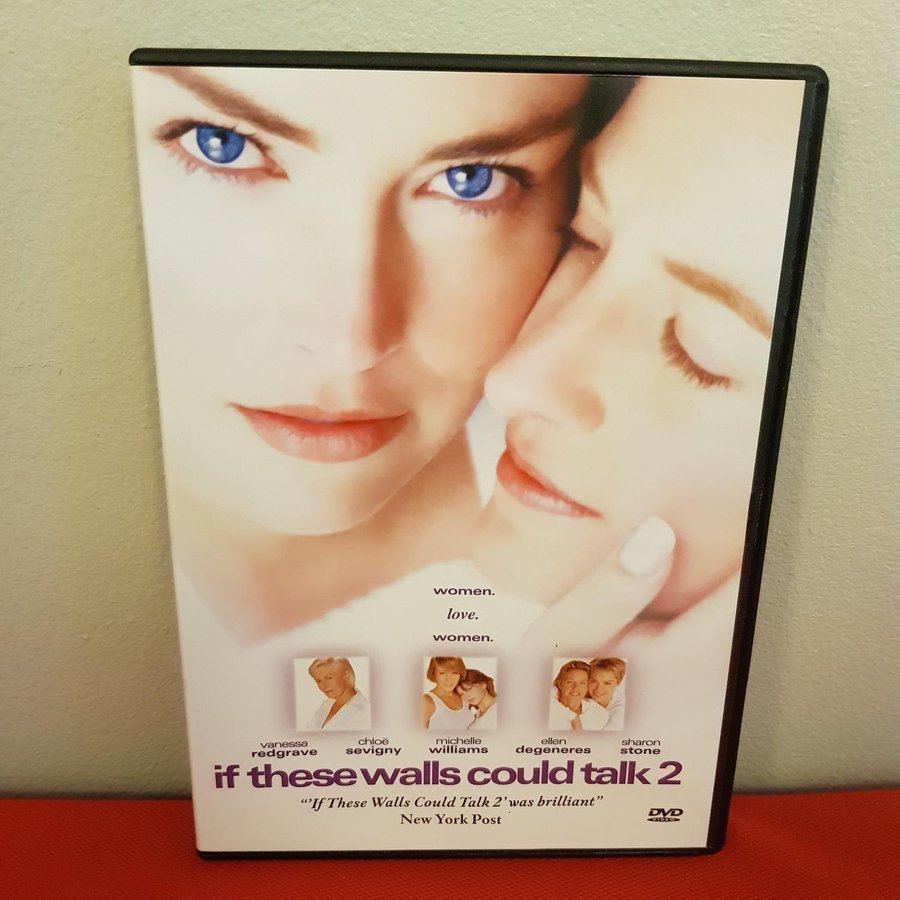 women.
love.
women.
vanessa redgrave
chloë sevigny
michelle williams
ellen degeneres
sharon stone
if these walls could talk 2
“'If These Walls Could Talk 2' was brilliant”
New York Post
DVD
VIDEO